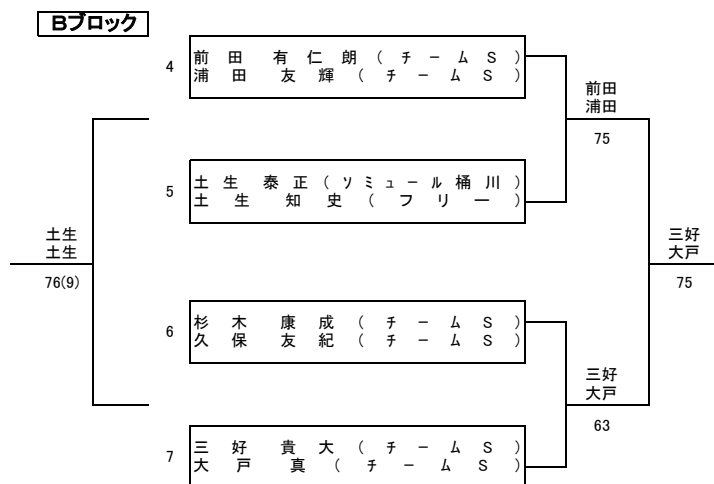 Bブロック
4
前田 有仁朗(チームS)
浦田 友輝(チームS)
前田
浦田
75
5
土生 泰正(ソミュール桶川)
土生 知史(フリー)
土生
土生
76(9)
三好
大戸
75
6
杉木 康成(チームS)
久保 友紀(チームS)
三好
大戸
63
7
三好 貴大(チームS)
大戸 真(チームS)